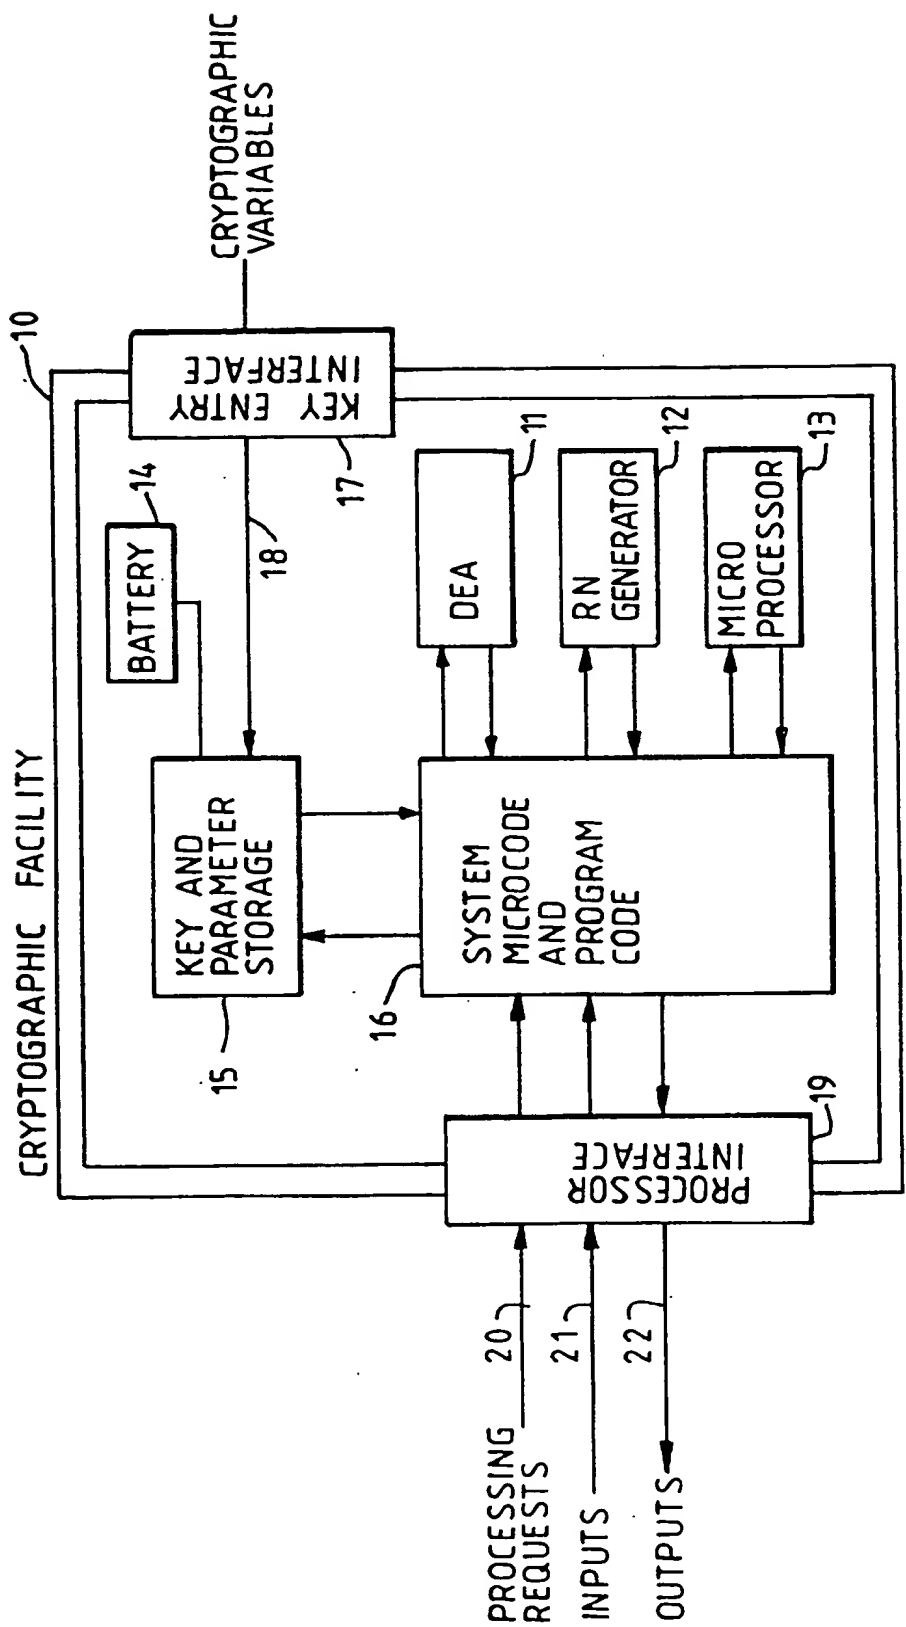 CRYPTOGRAPHIC FACILITY
10
CRYPTOGRAPHIC
VARIABLES
BATTERY
14
KEY ENTRY
INTERFACE
17
18
KEY AND
PARAMETER
STORAGE
15
16
SYSTEM
MICROCODE
AND
PROGRAM
CODE
DEA
11
RN
GENERATOR
12
MICRO
PROCESSOR
13
PROCESSOR
INTERFACE
19
PROCESSING
REQUESTS
20
INPUTS
21
OUTPUTS
22